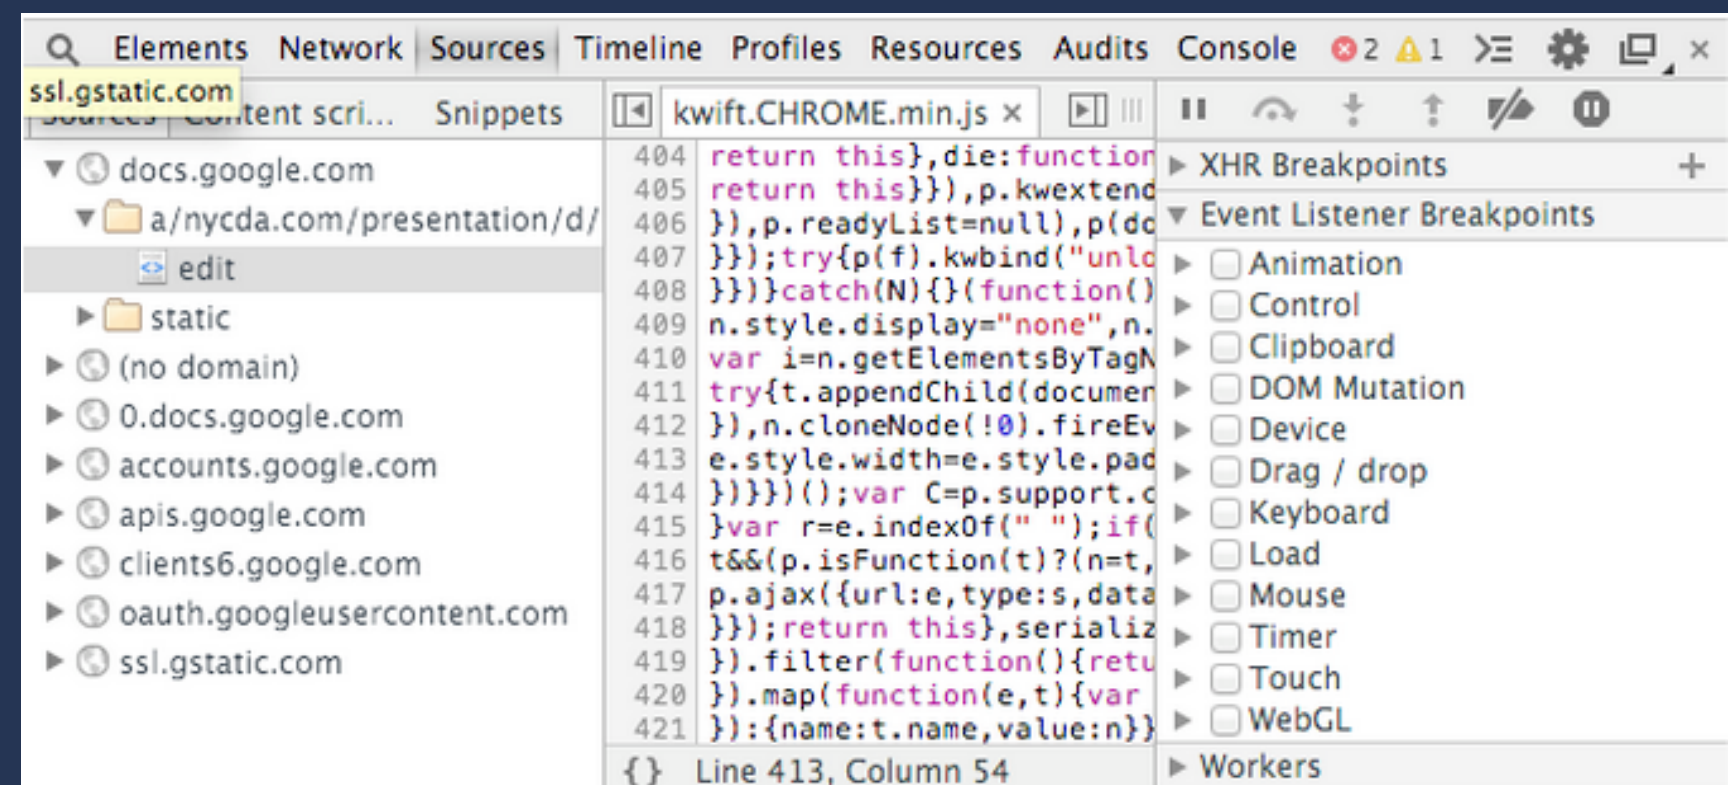 Elements Network Sources Timeline Profiles Resources Audits Console 2 1
ssl.gstatic.com
Sources Content scri... Snippets
docs.google.com
a/nycda.com/presentation/d/
edit
static
(no domain)
0.docs.google.com
accounts.google.com
apis.google.com
clients6.google.com
oauth.googleusercontent.com
ssl.gstatic.com
kwift.CHROME.min.js ×
404 return this},die:function
405 return this}}),p.kwextend
406 }),p.readyList=null),p(do
407 }});try{p(f).kwbind("unlo
408 }})}catch(N){}(function()
409 n.style.display="none",n.
410 var i=n.getElementsByTagN
411 try{t.appendChild(documen
412 }),n.cloneNode(!0).fireEv
413 e.style.width=e.style.pad
414 })}})();var C=p.support.c
415 }var r=e.indexOf(" ");if(
416 t&&(p.isFunction(t)?(n=t,
417 p.ajax({url:e,type:s,data
418 }});return this},serializ
419 }).filter(function(){retu
420 }).map(function(e,t){var
421 }):{name:t.name,value:n}}
{} Line 413, Column 54
XHR Breakpoints +
Event Listener Breakpoints
Animation
Control
Clipboard
DOM Mutation
Device
Drag / drop
Keyboard
Load
Mouse
Timer
Touch
WebGL
Workers